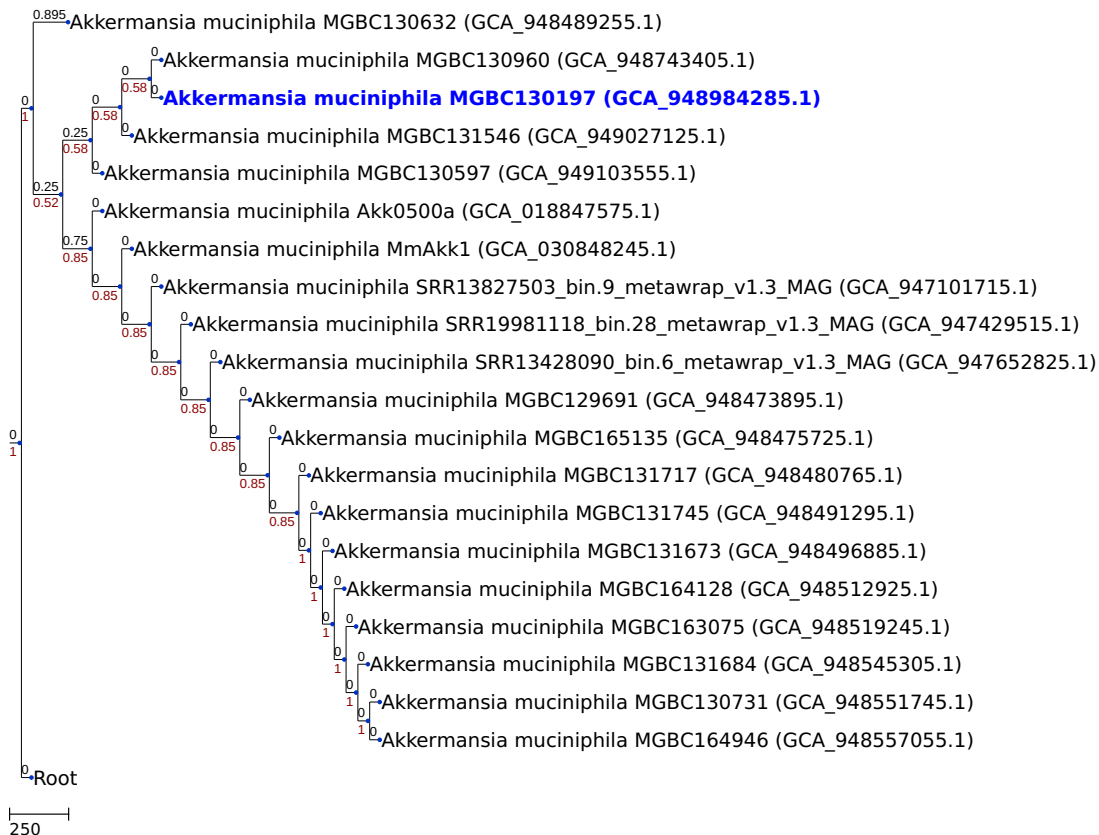 0.895 Akkermansia muciniphila MGBC130632 (GCA_948489255.1)
0 Akkermansia muciniphila MGBC130960 (GCA_948743405.1)
0 0.58
0 Akkermansia muciniphila MGBC130197 (GCA_948984285.1)
0 1
0 0.58
0 Akkermansia muciniphila MGBC131546 (GCA_949027125.1)
0.25 0.58
0 Akkermansia muciniphila MGBC130597 (GCA_949103555.1)
0.25 0.52
0 Akkermansia muciniphila Akk0500a (GCA_018847575.1)
0.75 0.85
0 Akkermansia muciniphila MmAkk1 (GCA_030848245.1)
0 0.85
0 Akkermansia muciniphila SRR13827503_bin.9_metawrap_v1.3_MAG (GCA_947101715.1)
0 0.85
0 Akkermansia muciniphila SRR19981118_bin.28_metawrap_v1.3_MAG (GCA_947429515.1)
0 0.85
0 Akkermansia muciniphila SRR13428090_bin.6_metawrap_v1.3_MAG (GCA_947652825.1)
0 0.85
0 Akkermansia muciniphila MGBC129691 (GCA_948473895.1)
0 1
0 0.85
0 Akkermansia muciniphila MGBC165135 (GCA_948475725.1)
0 0.85
0 Akkermansia muciniphila MGBC131717 (GCA_948480765.1)
0 0.85
0 Akkermansia muciniphila MGBC131745 (GCA_948491295.1)
0 1
0 Akkermansia muciniphila MGBC131673 (GCA_948496885.1)
0 1
0 Akkermansia muciniphila MGBC164128 (GCA_948512925.1)
0 1
0 Akkermansia muciniphila MGBC163075 (GCA_948519245.1)
0 1
0 Akkermansia muciniphila MGBC131684 (GCA_948545305.1)
0 1
0 Akkermansia muciniphila MGBC130731 (GCA_948551745.1)
0 1
0 Akkermansia muciniphila MGBC164946 (GCA_948557055.1)
0 Root
250